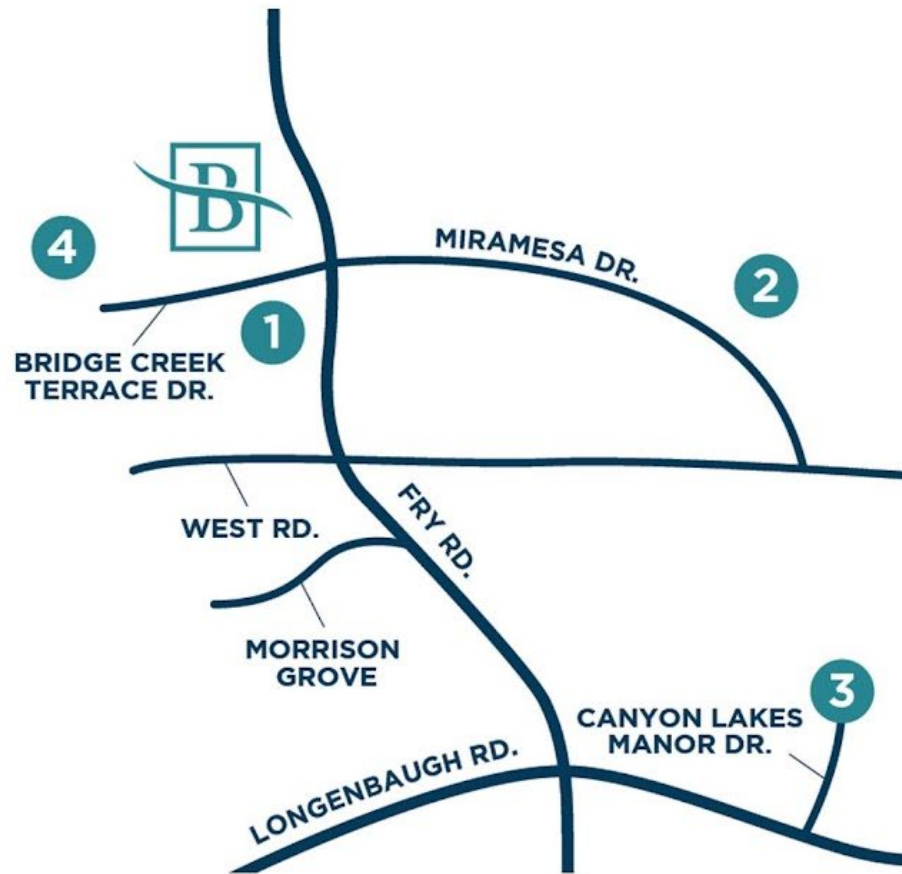 B
MIRAMESA DR.
4
2
1
BRIDGE CREEK
TERRACE DR.
FRY RD.
WEST RD.
MORRISON
GROVE
3
CANYON LAKES
MANOR DR.
LONGENBAUGH RD.